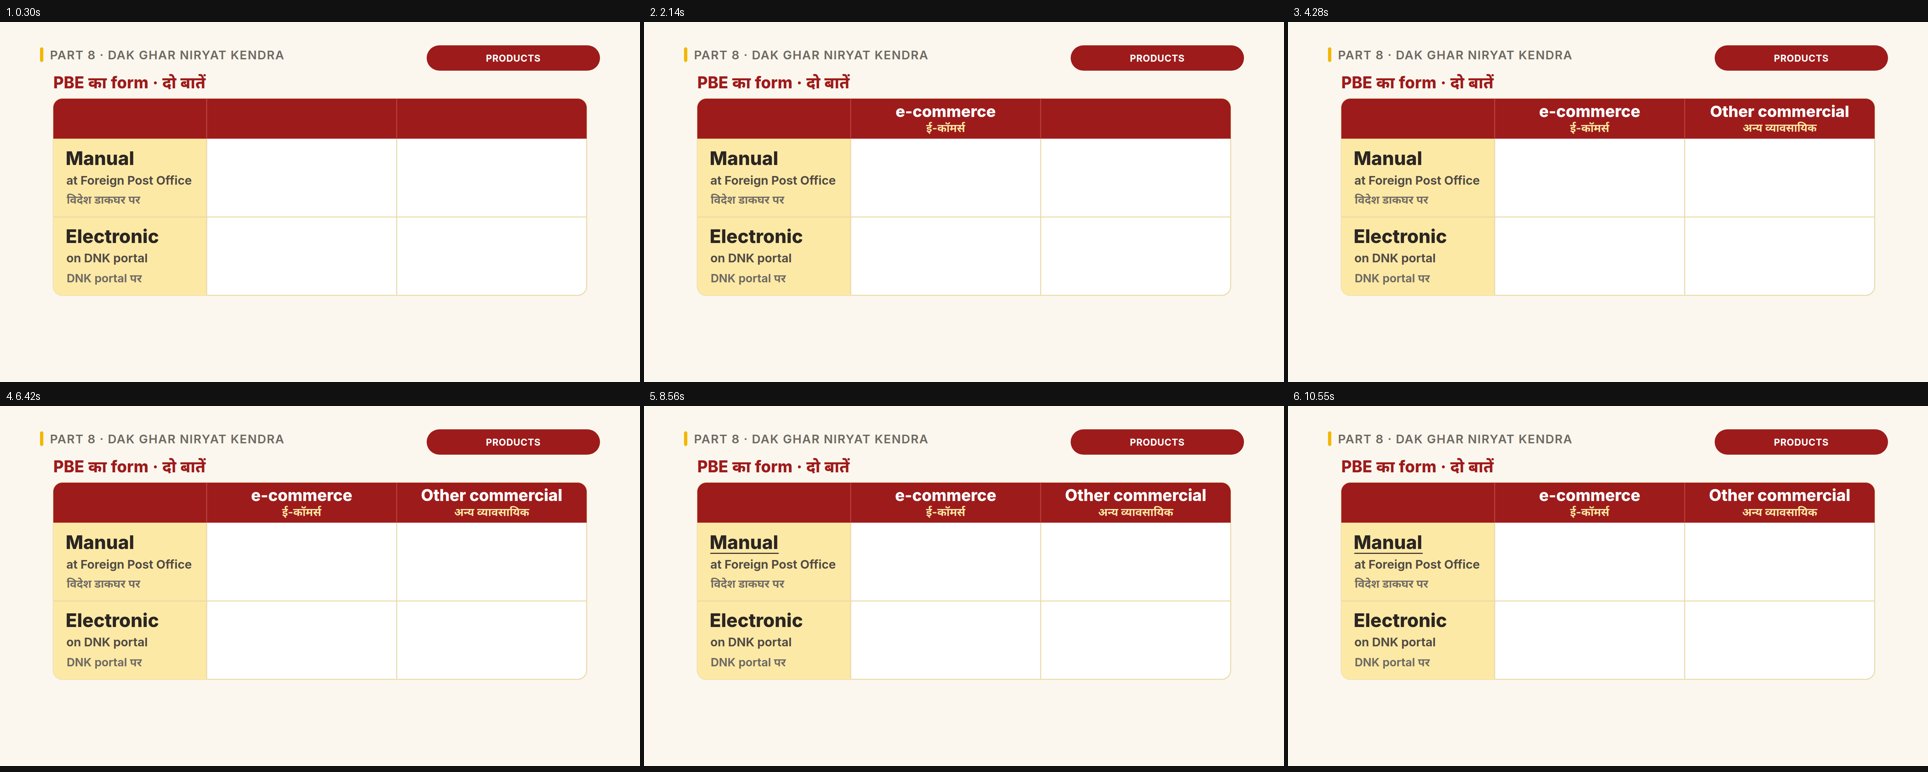 1. 0.30s
PART 8 · DAK GHAR NIRYAT KENDRA
PRODUCTS
PBE का form · दो बातें
Manual
at Foreign Post Office
विदेश डाकघर पर
Electronic
on DNK portal
DNK portal पर
2. 2.14s
PART 8 · DAK GHAR NIRYAT KENDRA
PRODUCTS
PBE का form · दो बातें
e-commerce
ई-कॉमर्स
Manual
at Foreign Post Office
विदेश डाकघर पर
Electronic
on DNK portal
DNK portal पर
3. 4.28s
PART 8 · DAK GHAR NIRYAT KENDRA
PRODUCTS
PBE का form · दो बातें
e-commerce Other commercial
ई-कॉमर्स अन्य व्यावसायिक
Manual
at Foreign Post Office
विदेश डाकघर पर
Electronic
on DNK portal
DNK portal पर
4. 6.42s
PART 8 · DAK GHAR NIRYAT KENDRA
PRODUCTS
PBE का form · दो बातें
e-commerce Other commercial
ई-कॉमर्स अन्य व्यावसायिक
Manual
at Foreign Post Office
विदेश डाकघर पर
Electronic
on DNK portal
DNK portal पर
5. 8.56s
PART 8 · DAK GHAR NIRYAT KENDRA
PRODUCTS
PBE का form · दो बातें
e-commerce Other commercial
ई-कॉमर्स अन्य व्यावसायिक
Manual
at Foreign Post Office
विदेश डाकघर पर
Electronic
on DNK portal
DNK portal पर
6. 10.55s
PART 8 · DAK GHAR NIRYAT KENDRA
PRODUCTS
PBE का form · दो बातें
e-commerce Other commercial
ई-कॉमर्स अन्य व्यावसायिक
Manual
at Foreign Post Office
विदेश डाकघर पर
Electronic
on DNK portal
DNK portal पर